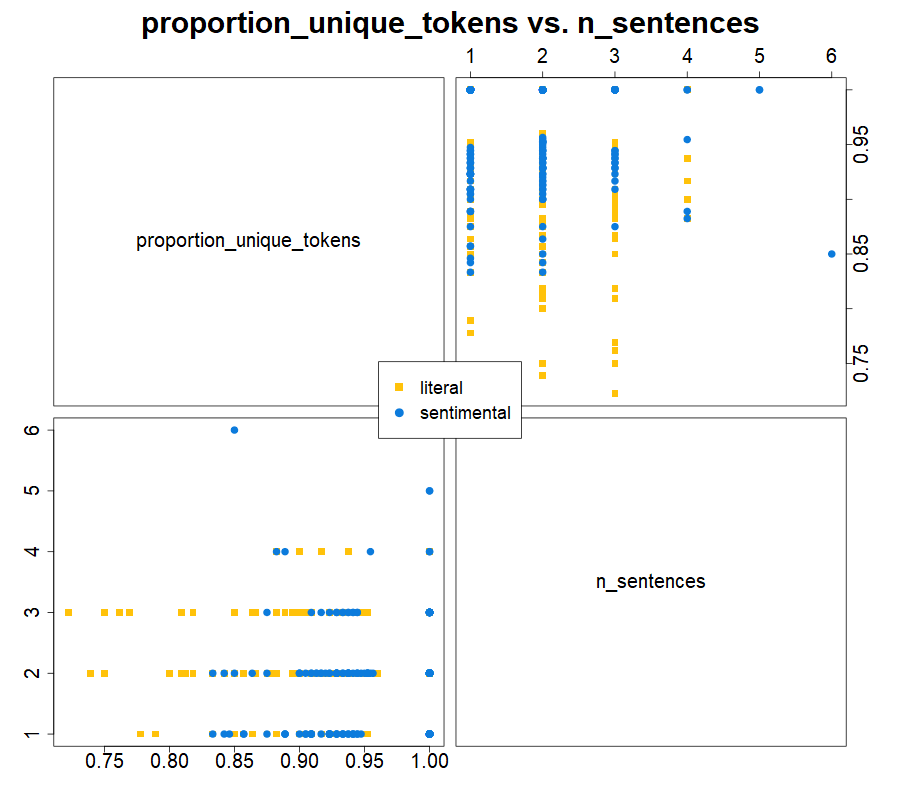 proportion_unique_tokens vs. n_sentences
1 2 3 4 5 6
proportion_unique_tokens
0.95
0.85
0.75
literal
sentimental
6
5
4
3
2
1
n_sentences
0.75 0.80 0.85 0.90 0.95 1.00